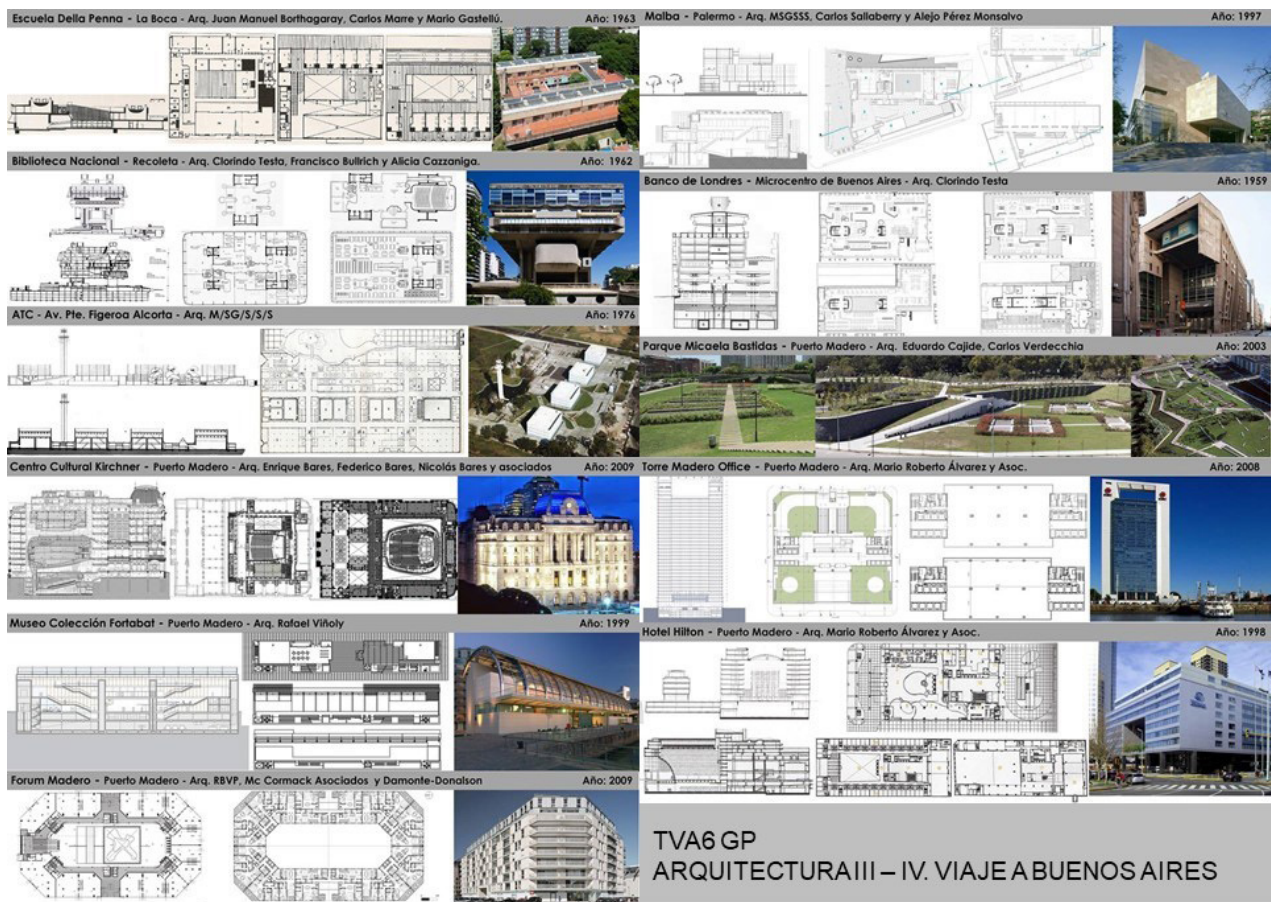 Escuela Della Penna - La Boca - Arq. Juan Manuel Borthagaray, Carlos Marre y Mario Gastellú. Año: 1963
Biblioteca Nacional - Recoleta - Arq. Clorindo Testa, Francisco Bullrich y Alicia Cazzaniga. Año: 1962
ATC - Av. Pte. Figeroa Alcorta - Arq. M/SG/S/S/S Año: 1976
Centro Cultural Kirchner - Puerto Madero - Arq. Enrique Bares, Federico Bares, Nicolás Bares y asociados Año: 2009
Museo Colección Fortabat - Puerto Madero - Arq. Rafael Viñoly Año: 1999
Forum Madero - Puerto Madero - Arq. RBVP, Mc Cormack Asociados y Damonte-Donalson Año: 2009
Malba - Palermo - Arq. MSGSSS, Carlos Sallaberry y Alejo Pérez Monsalvo Año: 1997
Banco de Londres - Microcentro de Buenos Aires - Arq. Clorindo Testa Año: 1959
Parque Micaela Bastidas - Puerto Madero - Arq. Eduardo Cajide, Carlos Verdecchia Año: 2003
Torre Madero Office - Puerto Madero - Arq. Mario Roberto Álvarez y Asoc. Año: 2008
Hotel Hilton - Puerto Madero - Arq. Mario Roberto Álvarez y Asoc. Año: 1998
TVA6 GP
ARQUITECTURA III – IV. VIAJE A BUENOS AIRES